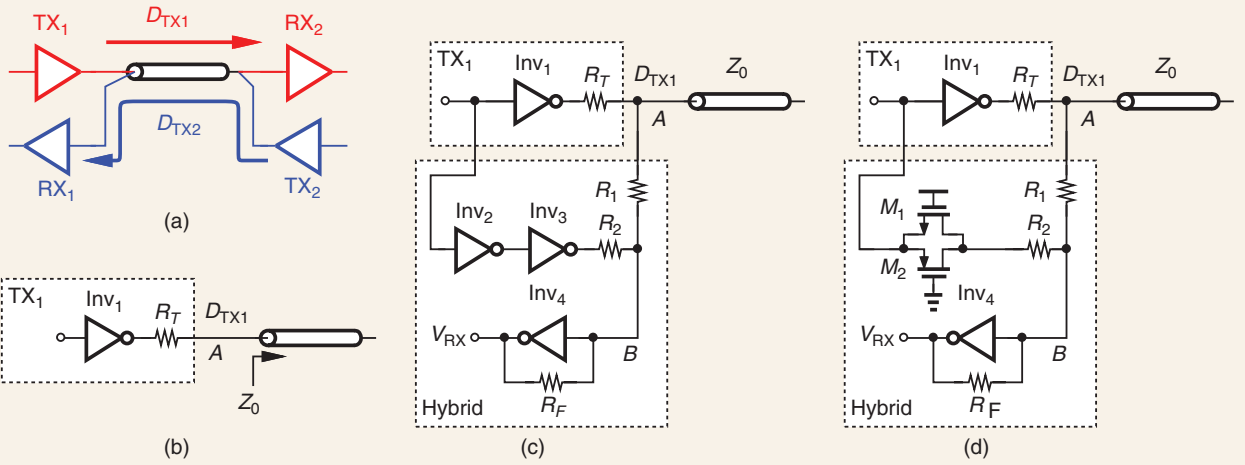 TX1
DTX1
RX2
DTX2
RX1
TX2
(a)
TX1
Inv1
RT
DTX1
A
Z0
(b)
TX1
Inv1
RT
DTX1
Z0
A
R1
Inv2
Inv3
R2
Inv4
VRX
B
RF
Hybrid
(c)
TX1
Inv1
RT
DTX1
Z0
A
R1
M1
R2
M2
Inv4
VRX
B
RF
Hybrid
(d)